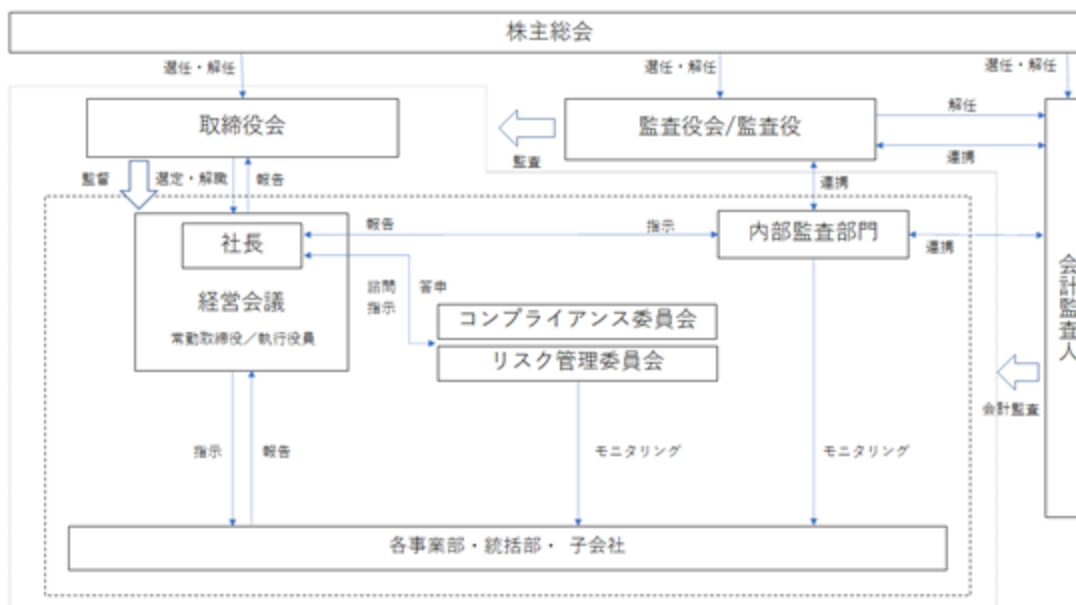 株主総会
選任・解任
選任・解任
選任・解任
取締役会
監査役会/監査役
解任
監査
連携
監督
選定・解職
報告
連携
社長
報告
指示
内部監査部門
連携
会計監査人
諮問
指示
答申
経営会議
常勤取締役／執行役員
コンプライアンス委員会
リスク管理委員会
会計監査
指示
報告
モニタリング
モニタリング
各事業部・統括部・ 子会社